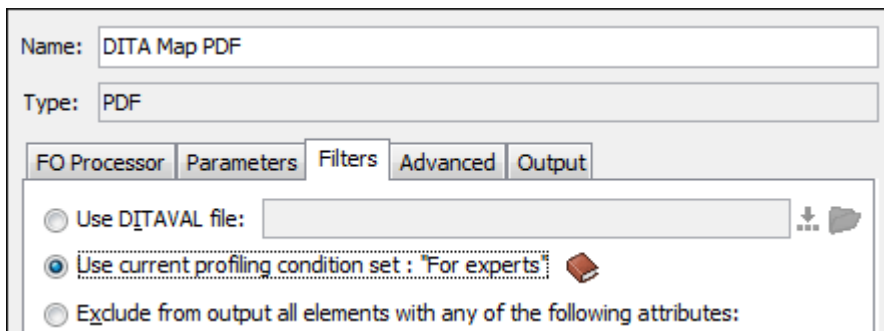 Name: DITA Map PDF
Type: PDF
FO Processor Parameters Filters Advanced Output
Use DITAVAL file:
Use current profiling condition set : "For experts"
Exclude from output all elements with any of the following attributes: